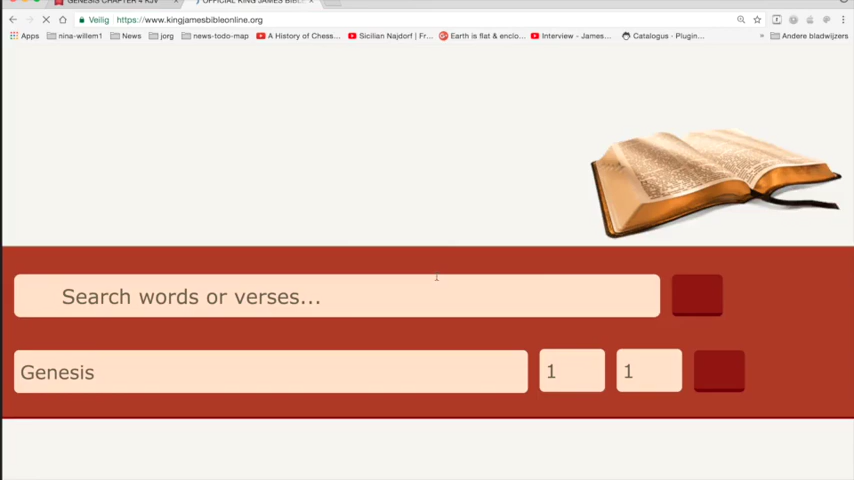 GENESIS CHAPTER 4 KJV
OFFICIAL KING JAMES BIBLE
Veilig
https://www.kingjamesbibleonline.org
Apps
nina-willem1
News
jorg
news-todo-map
A History of Chess...
Sicilian Najdorf | Fr...
Earth is flat & enclo...
Interview - James...
Catalogus - Plugin...
»
Andere bladwijzers
Search words or verses...
Genesis
1
1